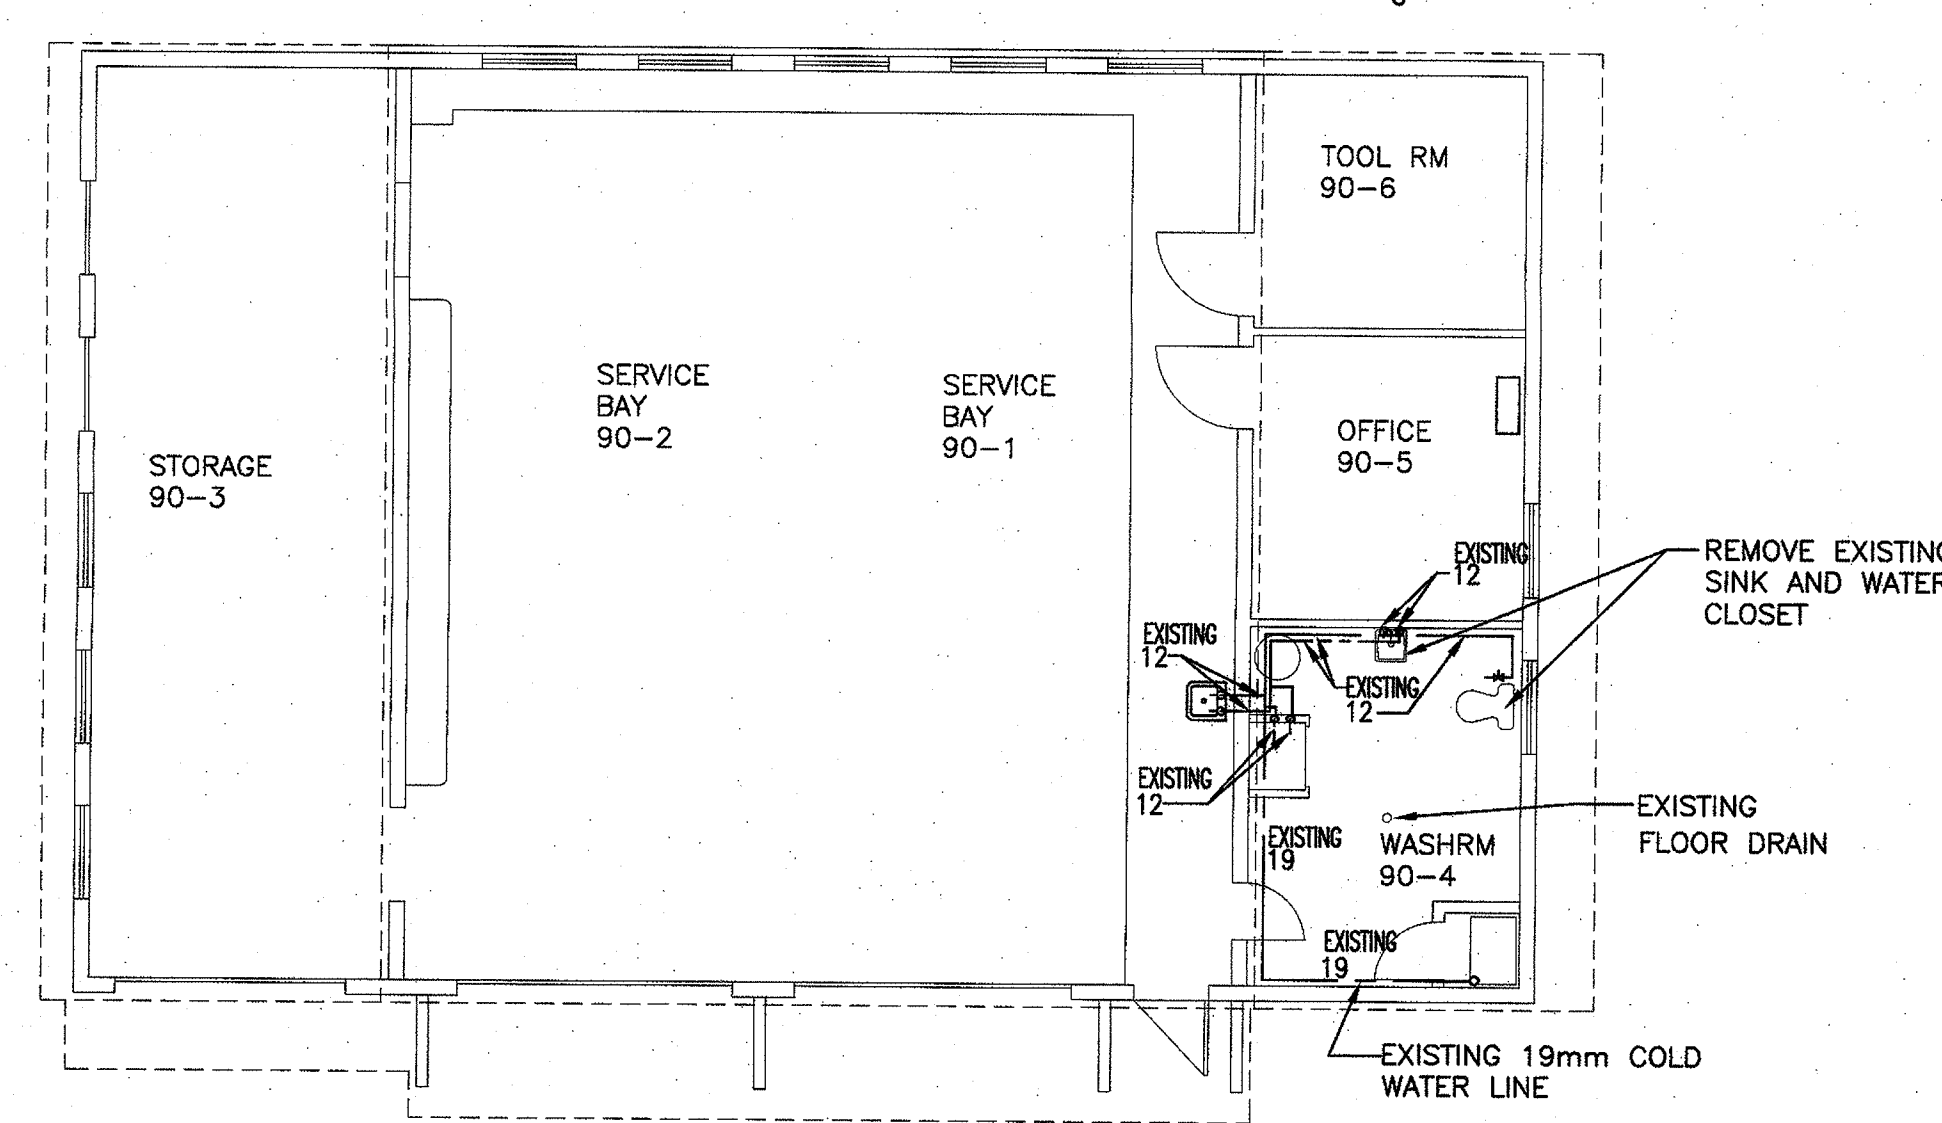 TOOL RM
90-6
SERVICE
BAY
90-2
SERVICE
BAY
90-1
OFFICE
90-5
STORAGE
90-3
EXISTING
12
REMOVE EXISTING
SINK AND WATER
CLOSET
EXISTING
12
EXISTING
12
EXISTING
12
EXISTING
FLOOR DRAIN
EXISTING
19
WASHRM
90-4
EXISTING
19
EXISTING 19mm COLD
WATER LINE